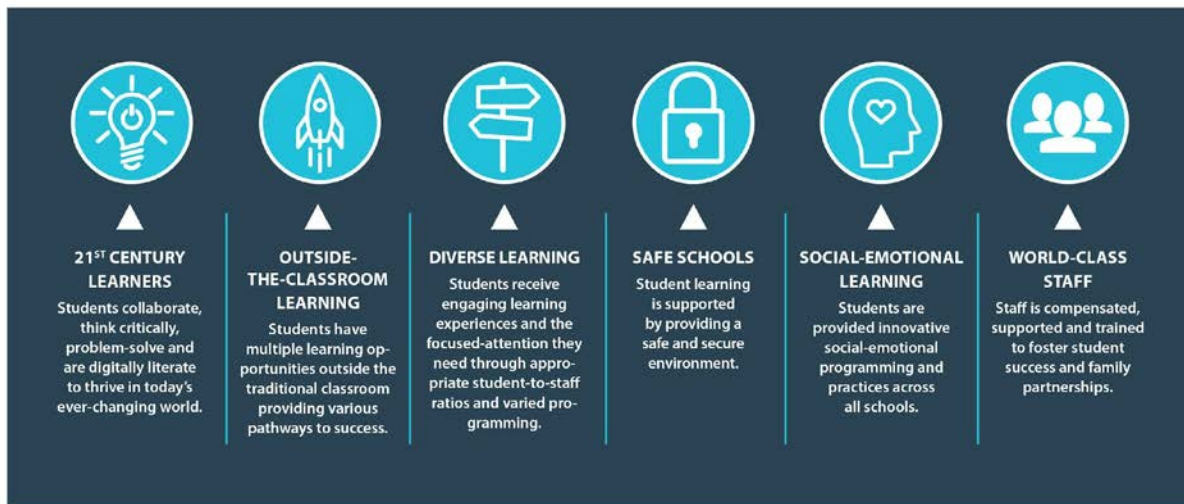 21ST CENTURY
LEARNERS
Students collaborate,
think critically,
problem-solve and
are digitally literate
to thrive in today's
ever-changing world.
OUTSIDE-
THE-CLASSROOM
LEARNING
Students have
multiple learning op-
portunities outside the
traditional classroom
providing various
pathways to success.
DIVERSE LEARNING
Students receive
engaging learning
experiences and the
focused-attention they
need through appro-
priate student-to-staff
ratios and varied pro-
gramming.
SAFE SCHOOLS
Student learning
is supported
by providing a
safe and secure
environment.
SOCIAL-EMOTIONAL
LEARNING
Students are
provided innovative
social-emotional
programming and
practices across
all schools.
WORLD-CLASS
STAFF
Staff is compensated,
supported and trained
to foster student
success and family
partnerships.